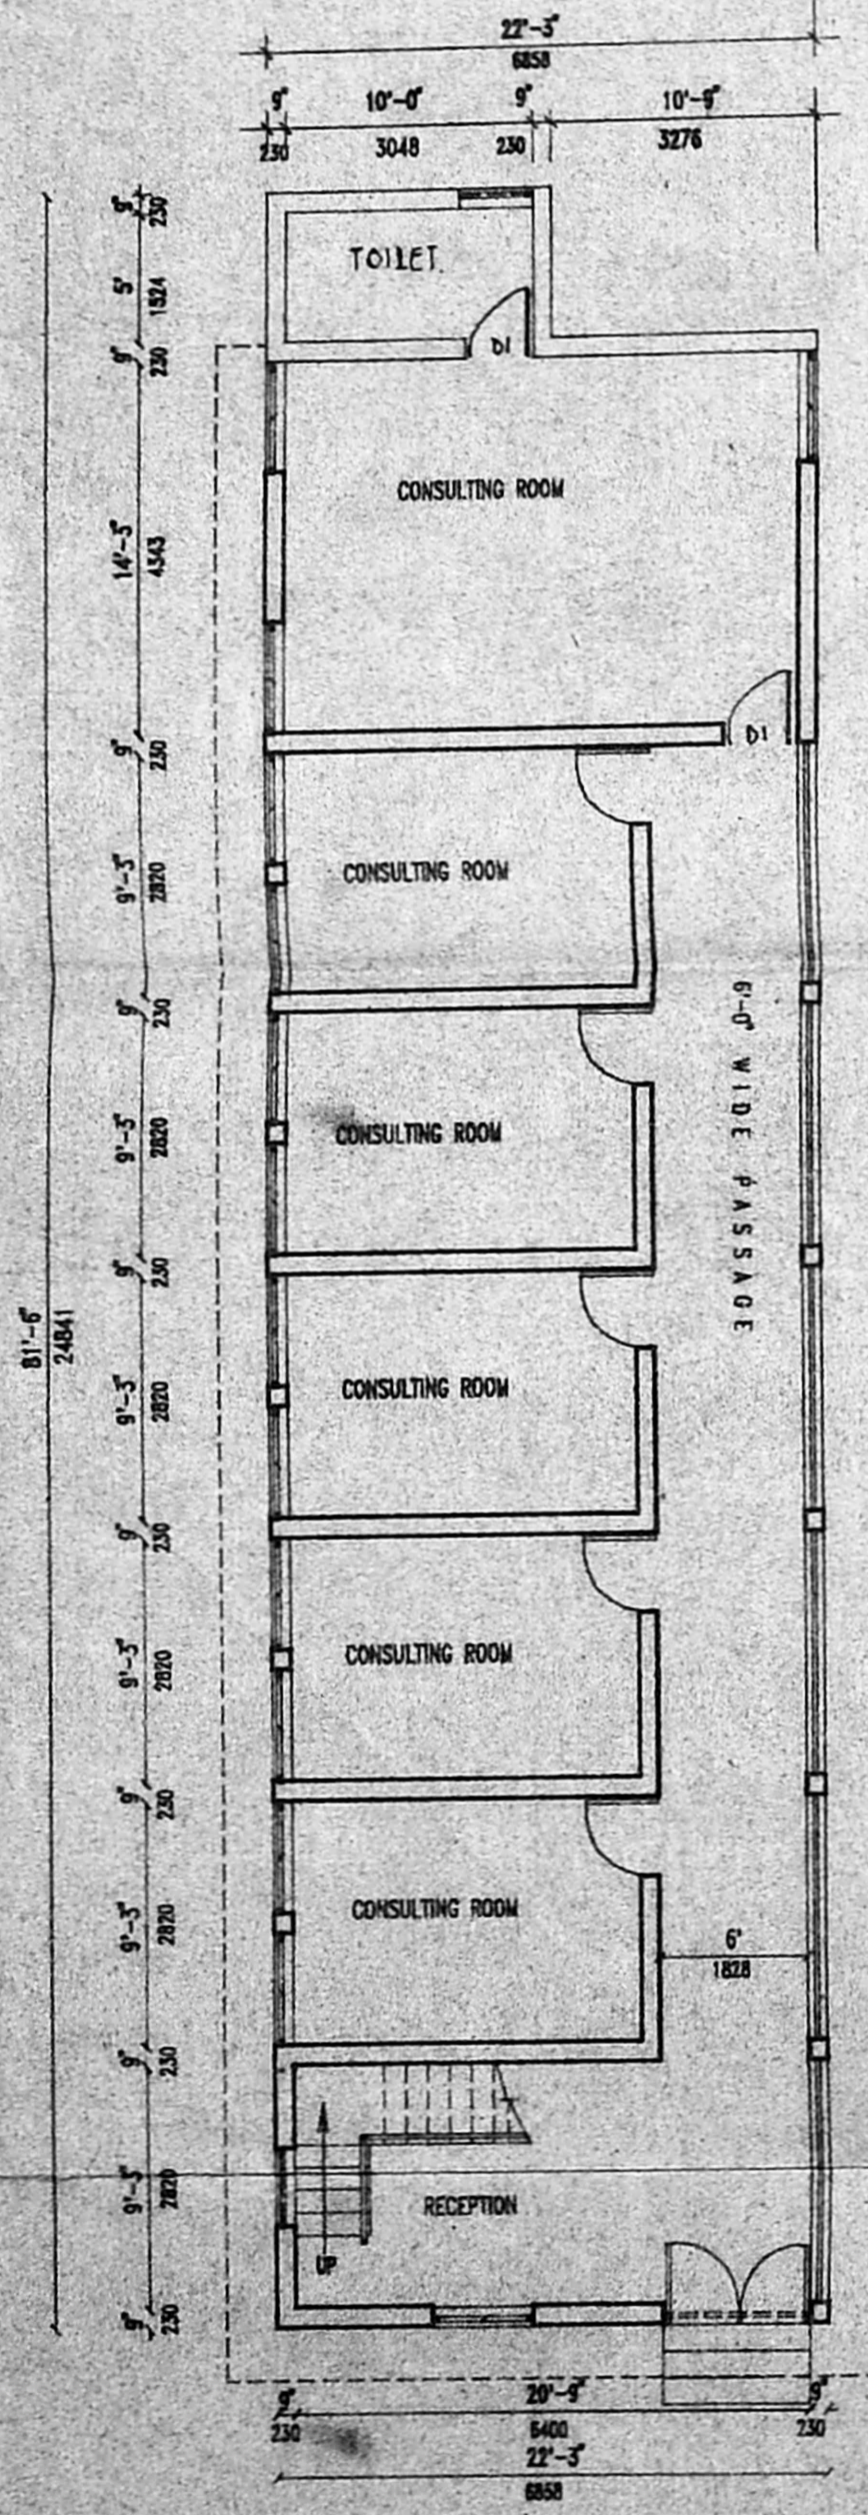 22'-3"
6858
9" 10'-0" 9" 10'-9"
230 3048 230 3276
9"
230
TOILET.
5'
1524
D1
9"
230
CONSULTING ROOM
14'-3"
4343
D1
9"
230
CONSULTING ROOM
9'-3"
2820
6'-0" WIDE PASSAGE
9"
230
CONSULTING ROOM
9'-3"
2820
9"
230
81'-6"
24841
CONSULTING ROOM
9'-3"
2820
9"
230
CONSULTING ROOM
9'-3"
2820
9"
230
CONSULTING ROOM
9'-3"
2820
6'
1828
9"
230
9'-3"
2820
RECEPTION
UP
9"
230
9" 20'-9" 9"
230 6400 230
22'-3"
6858